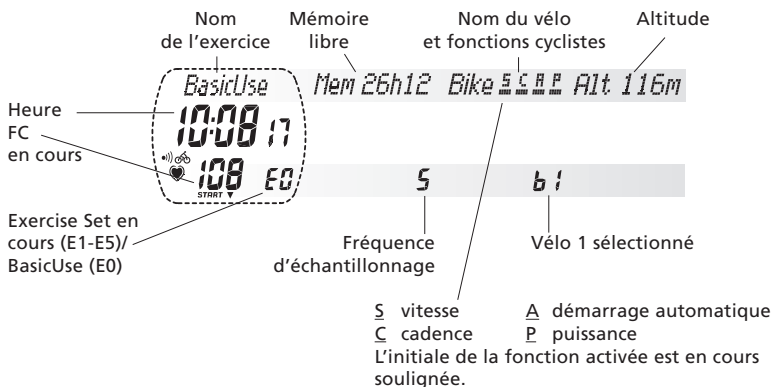 Nom
de l'exercice
Mémoire
libre
Nom du vélo
et fonctions cyclistes
Altitude
BasicUse Mem 26h12 Bike S C A P Alt 116m
Heure
10:08 17
FC
en cours
108 E0 5 b1
START ▼
Exercise Set en
cours (E1-E5)/
BasicUse (E0)
Fréquence
d'échantillonnage
Vélo 1 sélectionné
S vitesse A démarrage automatique
C cadence P puissance
L'initiale de la fonction activée est en cours
soulignée.